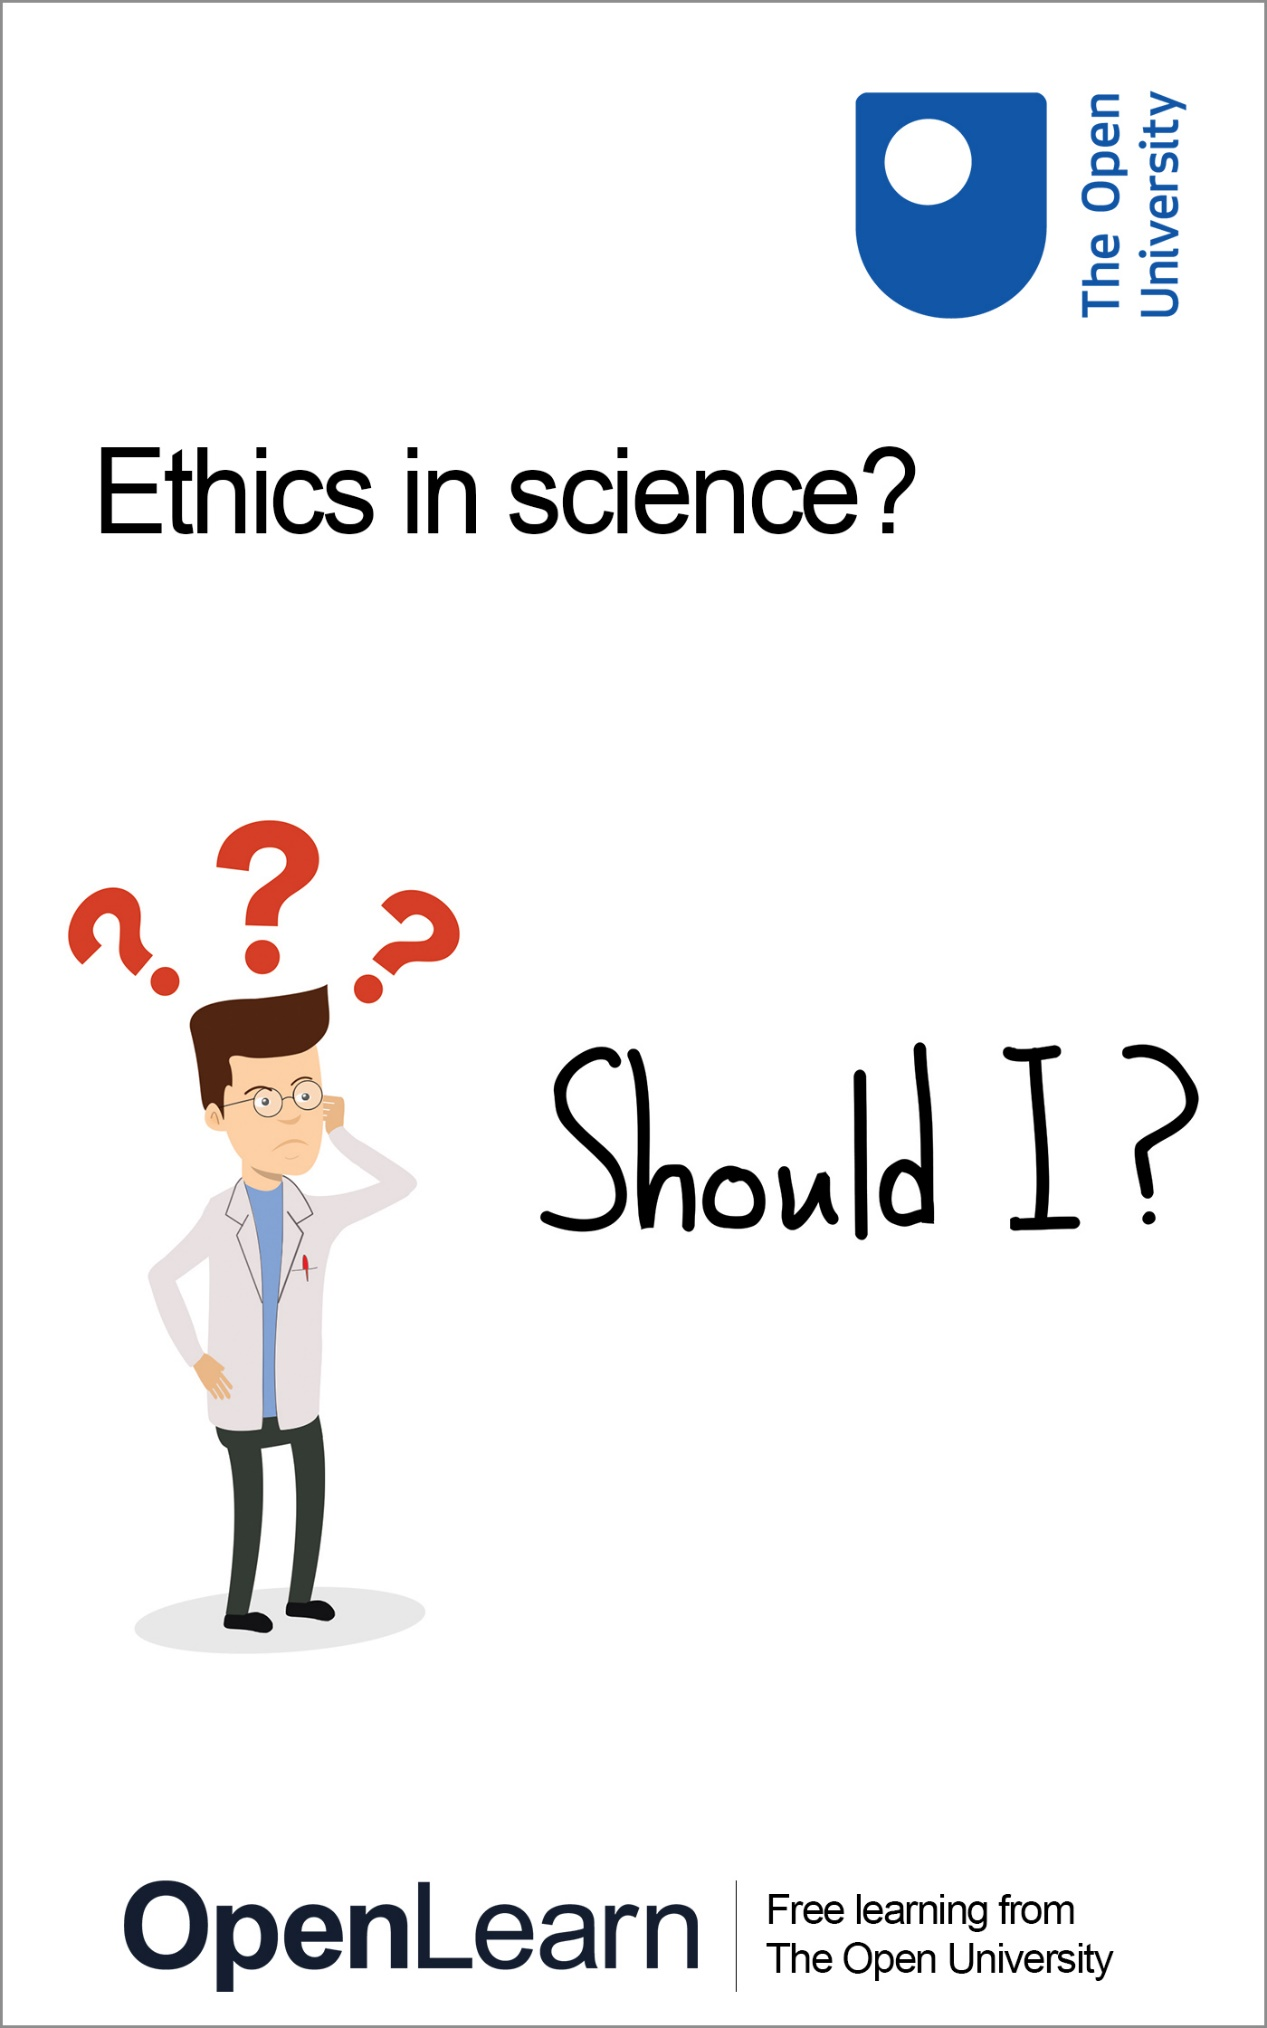 The Open
University
Ethics in science?
? ? ?
Should I?
OpenLearn
Free learning from
The Open University